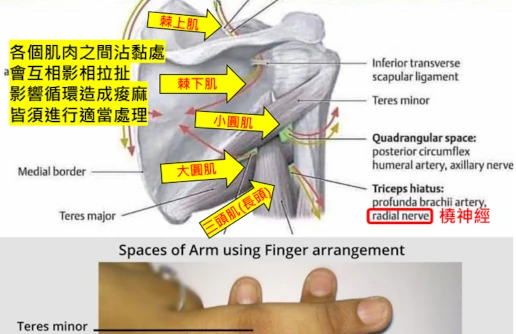 棘上肌
各個肌肉之間沾黏處
會互相影相拉扯
影響循環造成痠麻
皆須進行適當處理
棘下肌
小圓肌
大圓肌
三頭肌(長頭)
Inferior transverse
scapular ligament
Teres minor
Quadrangular space:
posterior circumflex
humeral artery, axillary nerve
Triceps hiatus:
profunda brachii artery,
radial nerve 橈神經
Medial border
Teres major
Spaces of Arm using Finger arrangement
Teres minor